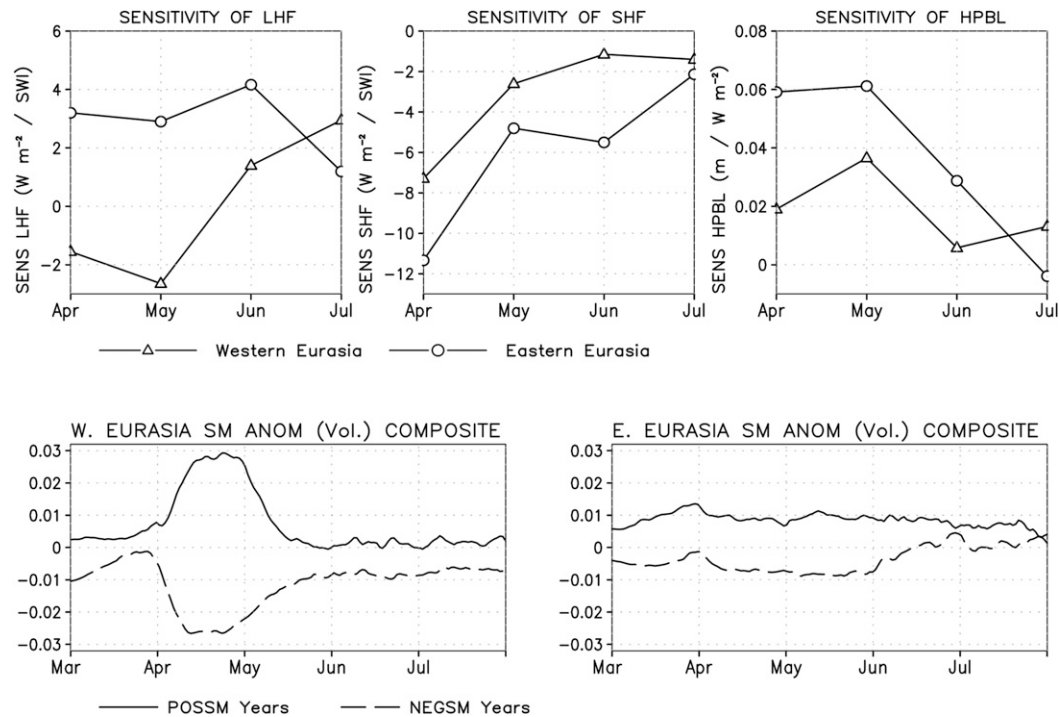 SENSITIVITY OF LHF
SENS LHF (W m⁻² / SWI)
6
4
2
0
−2
Apr May Jun Jul
SENSITIVITY OF SHF
SENS SHF (W m⁻² / SWI)
0
−2
−4
−6
−8
−10
−12
Apr May Jun Jul
SENSITIVITY OF HPBL
SENS HPBL (m / W m⁻²)
0.08
0.06
0.04
0.02
0
Apr May Jun Jul
Western Eurasia Eastern Eurasia
W. EURASIA SM ANOM (Vol.) COMPOSITE
0.03
0.02
0.01
0
−0.01
−0.02
−0.03
Mar Apr May Jun Jul
E. EURASIA SM ANOM (Vol.) COMPOSITE
0.03
0.02
0.01
0
−0.01
−0.02
−0.03
Mar Apr May Jun Jul
POSSM Years NEGSM Years